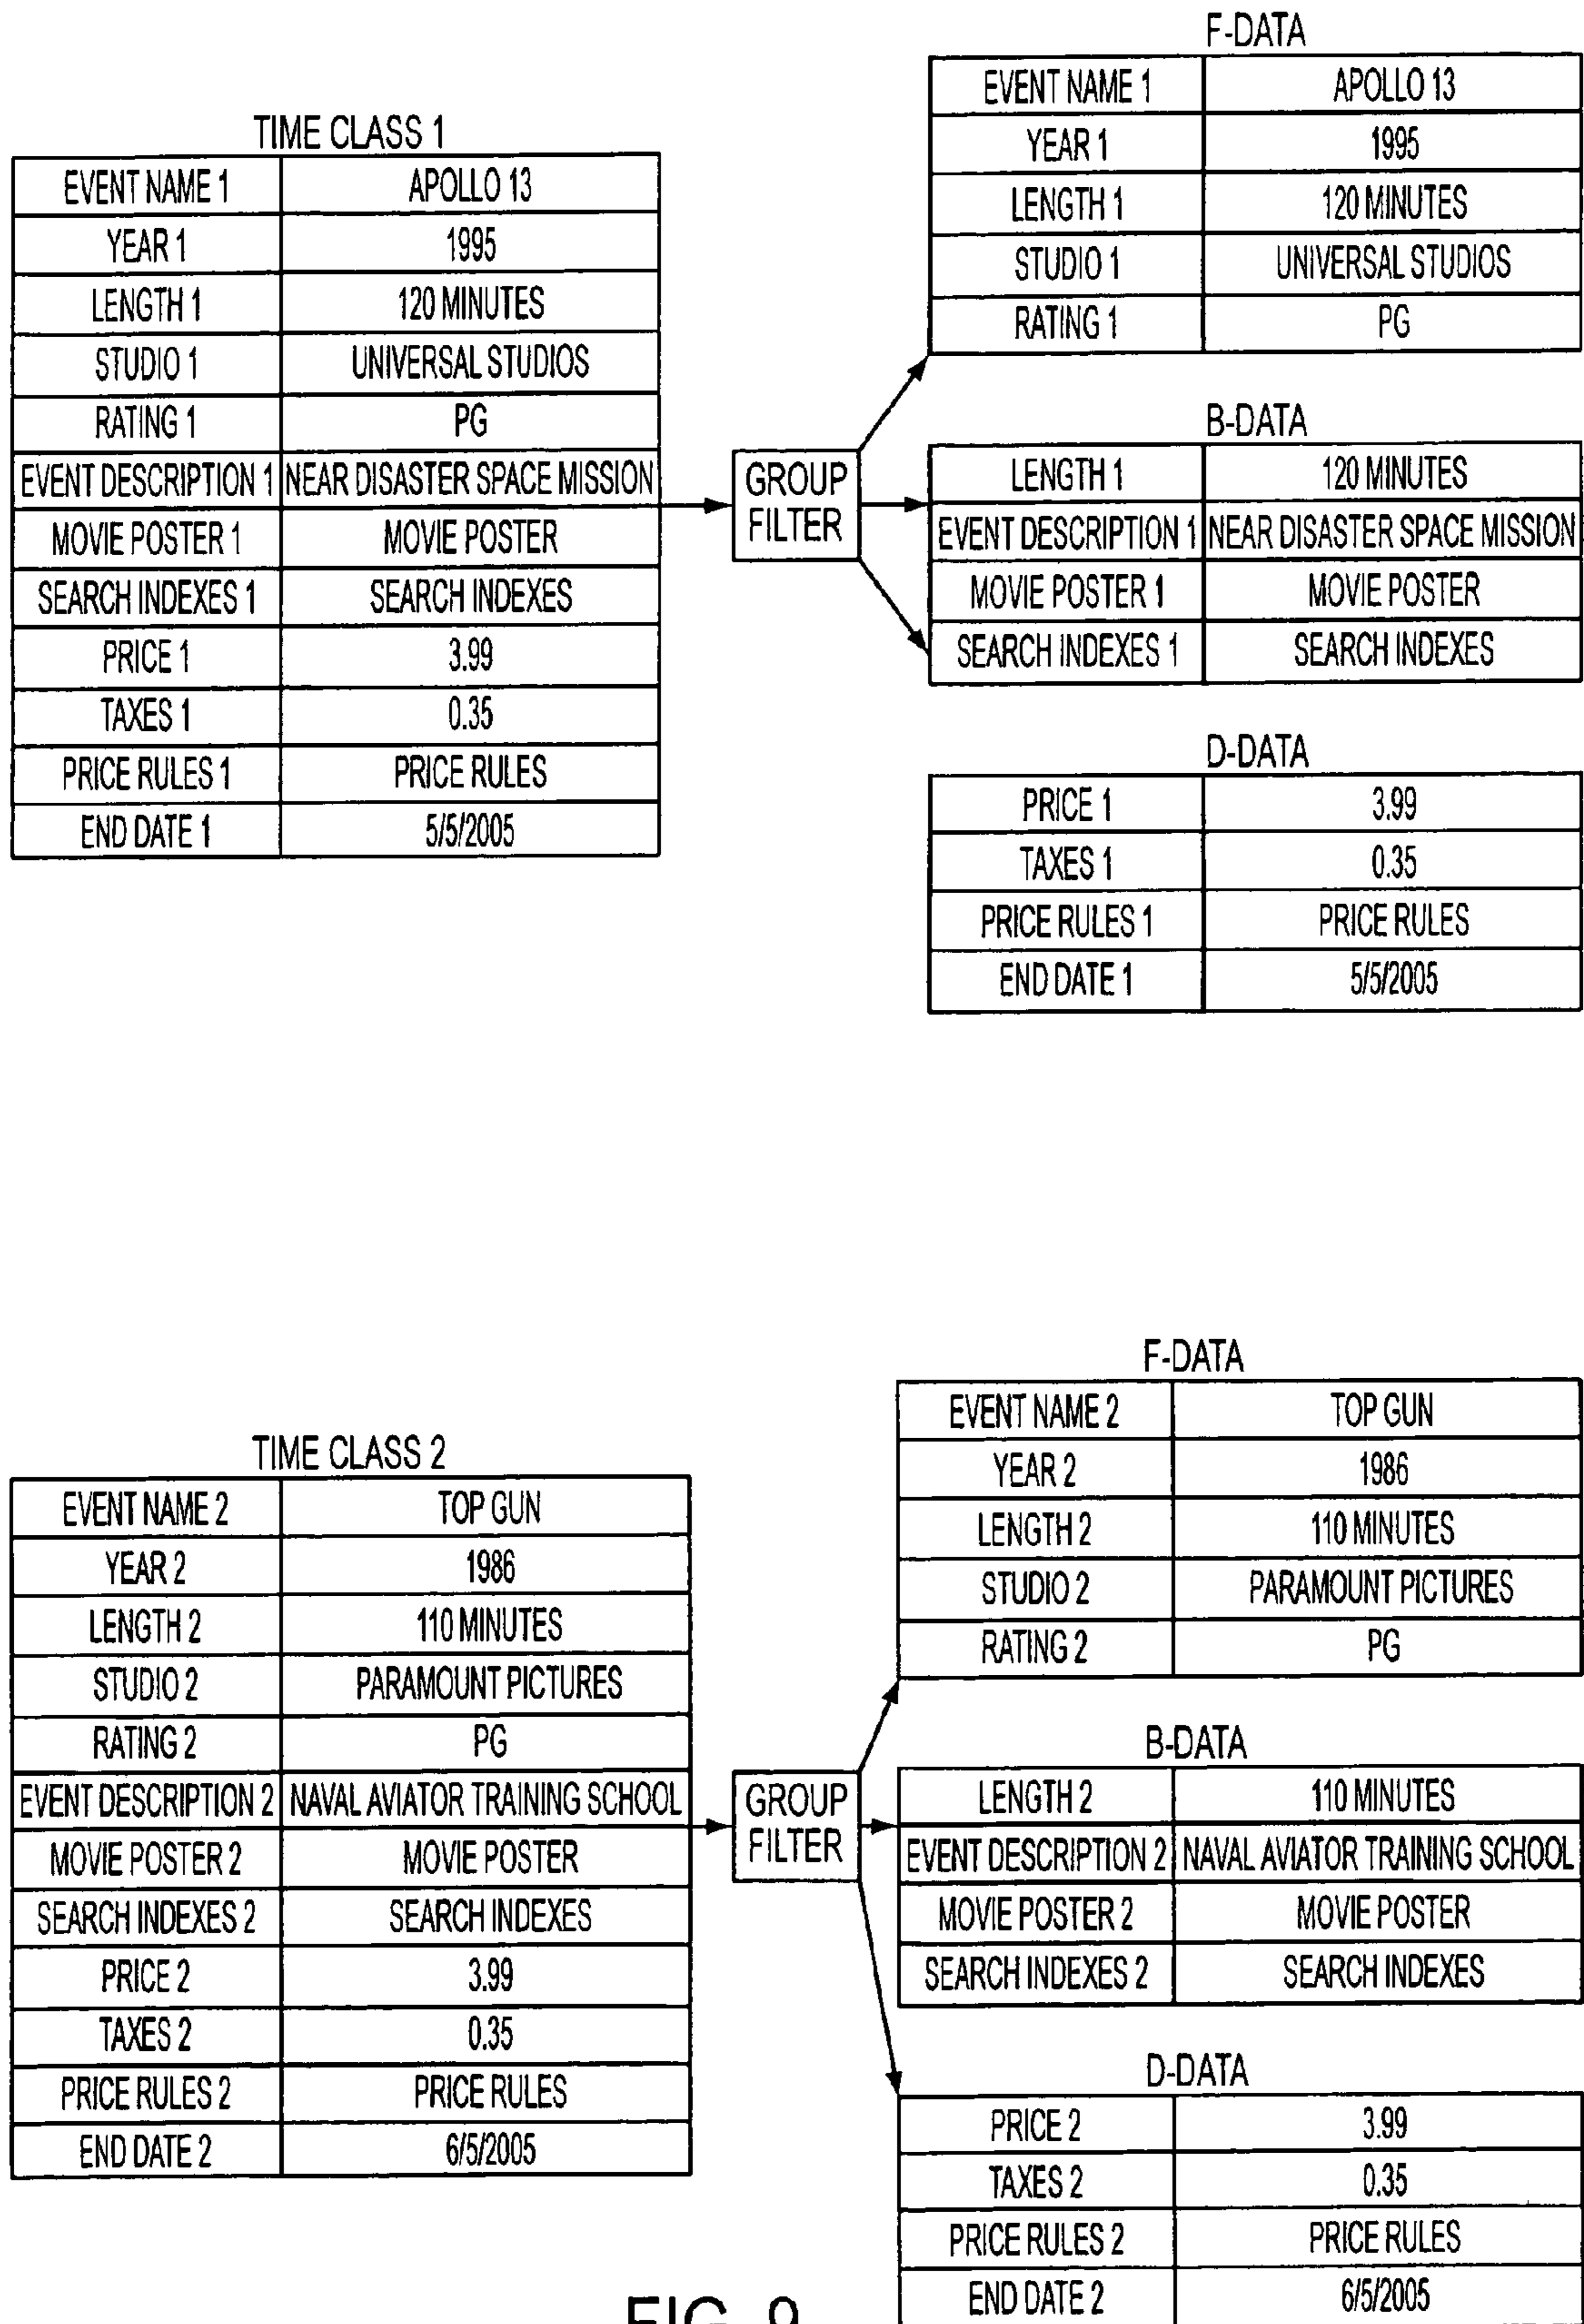 TIME CLASS 1
EVENT NAME 1 APOLLO 13
YEAR 1 1995
LENGTH 1 120 MINUTES
STUDIO 1 UNIVERSAL STUDIOS
RATING 1 PG
EVENT DESCRIPTION 1 NEAR DISASTER SPACE MISSION
MOVIE POSTER 1 MOVIE POSTER
SEARCH INDEXES 1 SEARCH INDEXES
PRICE 1 3.99
TAXES 1 0.35
PRICE RULES 1 PRICE RULES
END DATE 1 5/5/2005
GROUP
FILTER
F-DATA
EVENT NAME 1 APOLLO 13
YEAR 1 1995
LENGTH 1 120 MINUTES
STUDIO 1 UNIVERSAL STUDIOS
RATING 1 PG
B-DATA
LENGTH 1 120 MINUTES
EVENT DESCRIPTION 1 NEAR DISASTER SPACE MISSION
MOVIE POSTER 1 MOVIE POSTER
SEARCH INDEXES 1 SEARCH INDEXES
D-DATA
PRICE 1 3.99
TAXES 1 0.35
PRICE RULES 1 PRICE RULES
END DATE 1 5/5/2005
TIME CLASS 2
EVENT NAME 2 TOP GUN
YEAR 2 1986
LENGTH 2 110 MINUTES
STUDIO 2 PARAMOUNT PICTURES
RATING 2 PG
EVENT DESCRIPTION 2 NAVAL AVIATOR TRAINING SCHOOL
MOVIE POSTER 2 MOVIE POSTER
SEARCH INDEXES 2 SEARCH INDEXES
PRICE 2 3.99
TAXES 2 0.35
PRICE RULES 2 PRICE RULES
END DATE 2 6/5/2005
GROUP
FILTER
F-DATA
EVENT NAME 2 TOP GUN
YEAR 2 1986
LENGTH 2 110 MINUTES
STUDIO 2 PARAMOUNT PICTURES
RATING 2 PG
B-DATA
LENGTH 2 110 MINUTES
EVENT DESCRIPTION 2 NAVAL AVIATOR TRAINING SCHOOL
MOVIE POSTER 2 MOVIE POSTER
SEARCH INDEXES 2 SEARCH INDEXES
D-DATA
PRICE 2 3.99
TAXES 2 0.35
PRICE RULES 2 PRICE RULES
END DATE 2 6/5/2005
FIG. 9